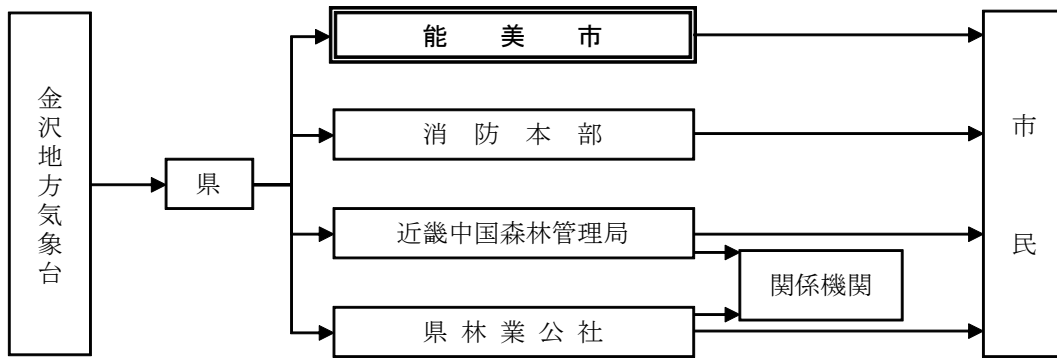 金沢地方気象台
県
能美市
消防本部
近畿中国森林管理局
県林業公社
関係機関
市民